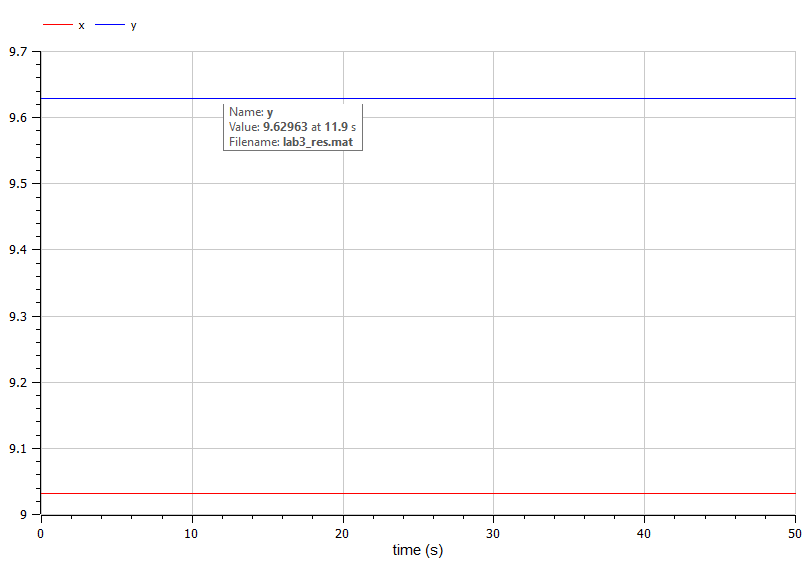 x y
9.7
9.6
Name: y
Value: 9.62963 at 11.9 s
Filename: lab3_res.mat
9.5
9.4
9.3
9.2
9.1
9
0 10 20 30 40 50
time (s)